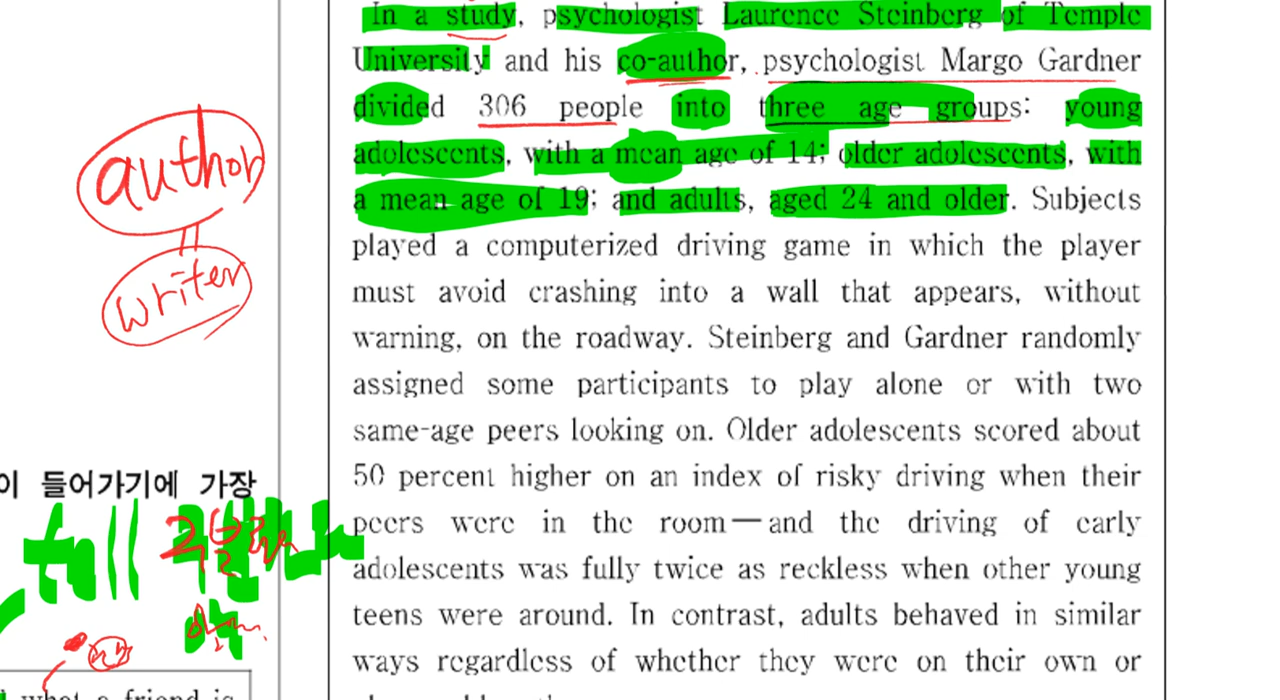 In a study, psychologist Laurence Steinberg of Temple
University and his co-author, psychologist Margo Gardner
divided 306 people into three age groups: young
adolescents, with a mean age of 14; older adolescents, with
a mean age of 19; and adults, aged 24 and older. Subjects
played a computerized driving game in which the player
must avoid crashing into a wall that appears, without
warning, on the roadway. Steinberg and Gardner randomly
assigned some participants to play alone or with two
same-age peers looking on. Older adolescents scored about
50 percent higher on an index of risky driving when their
peers were in the room—and the driving of early
adolescents was fully twice as reckless when other young
teens were around. In contrast, adults behaved in similar
ways regardless of whether they were on their own or
author
writer
이 들어가기에 가장
tell
what a friend is